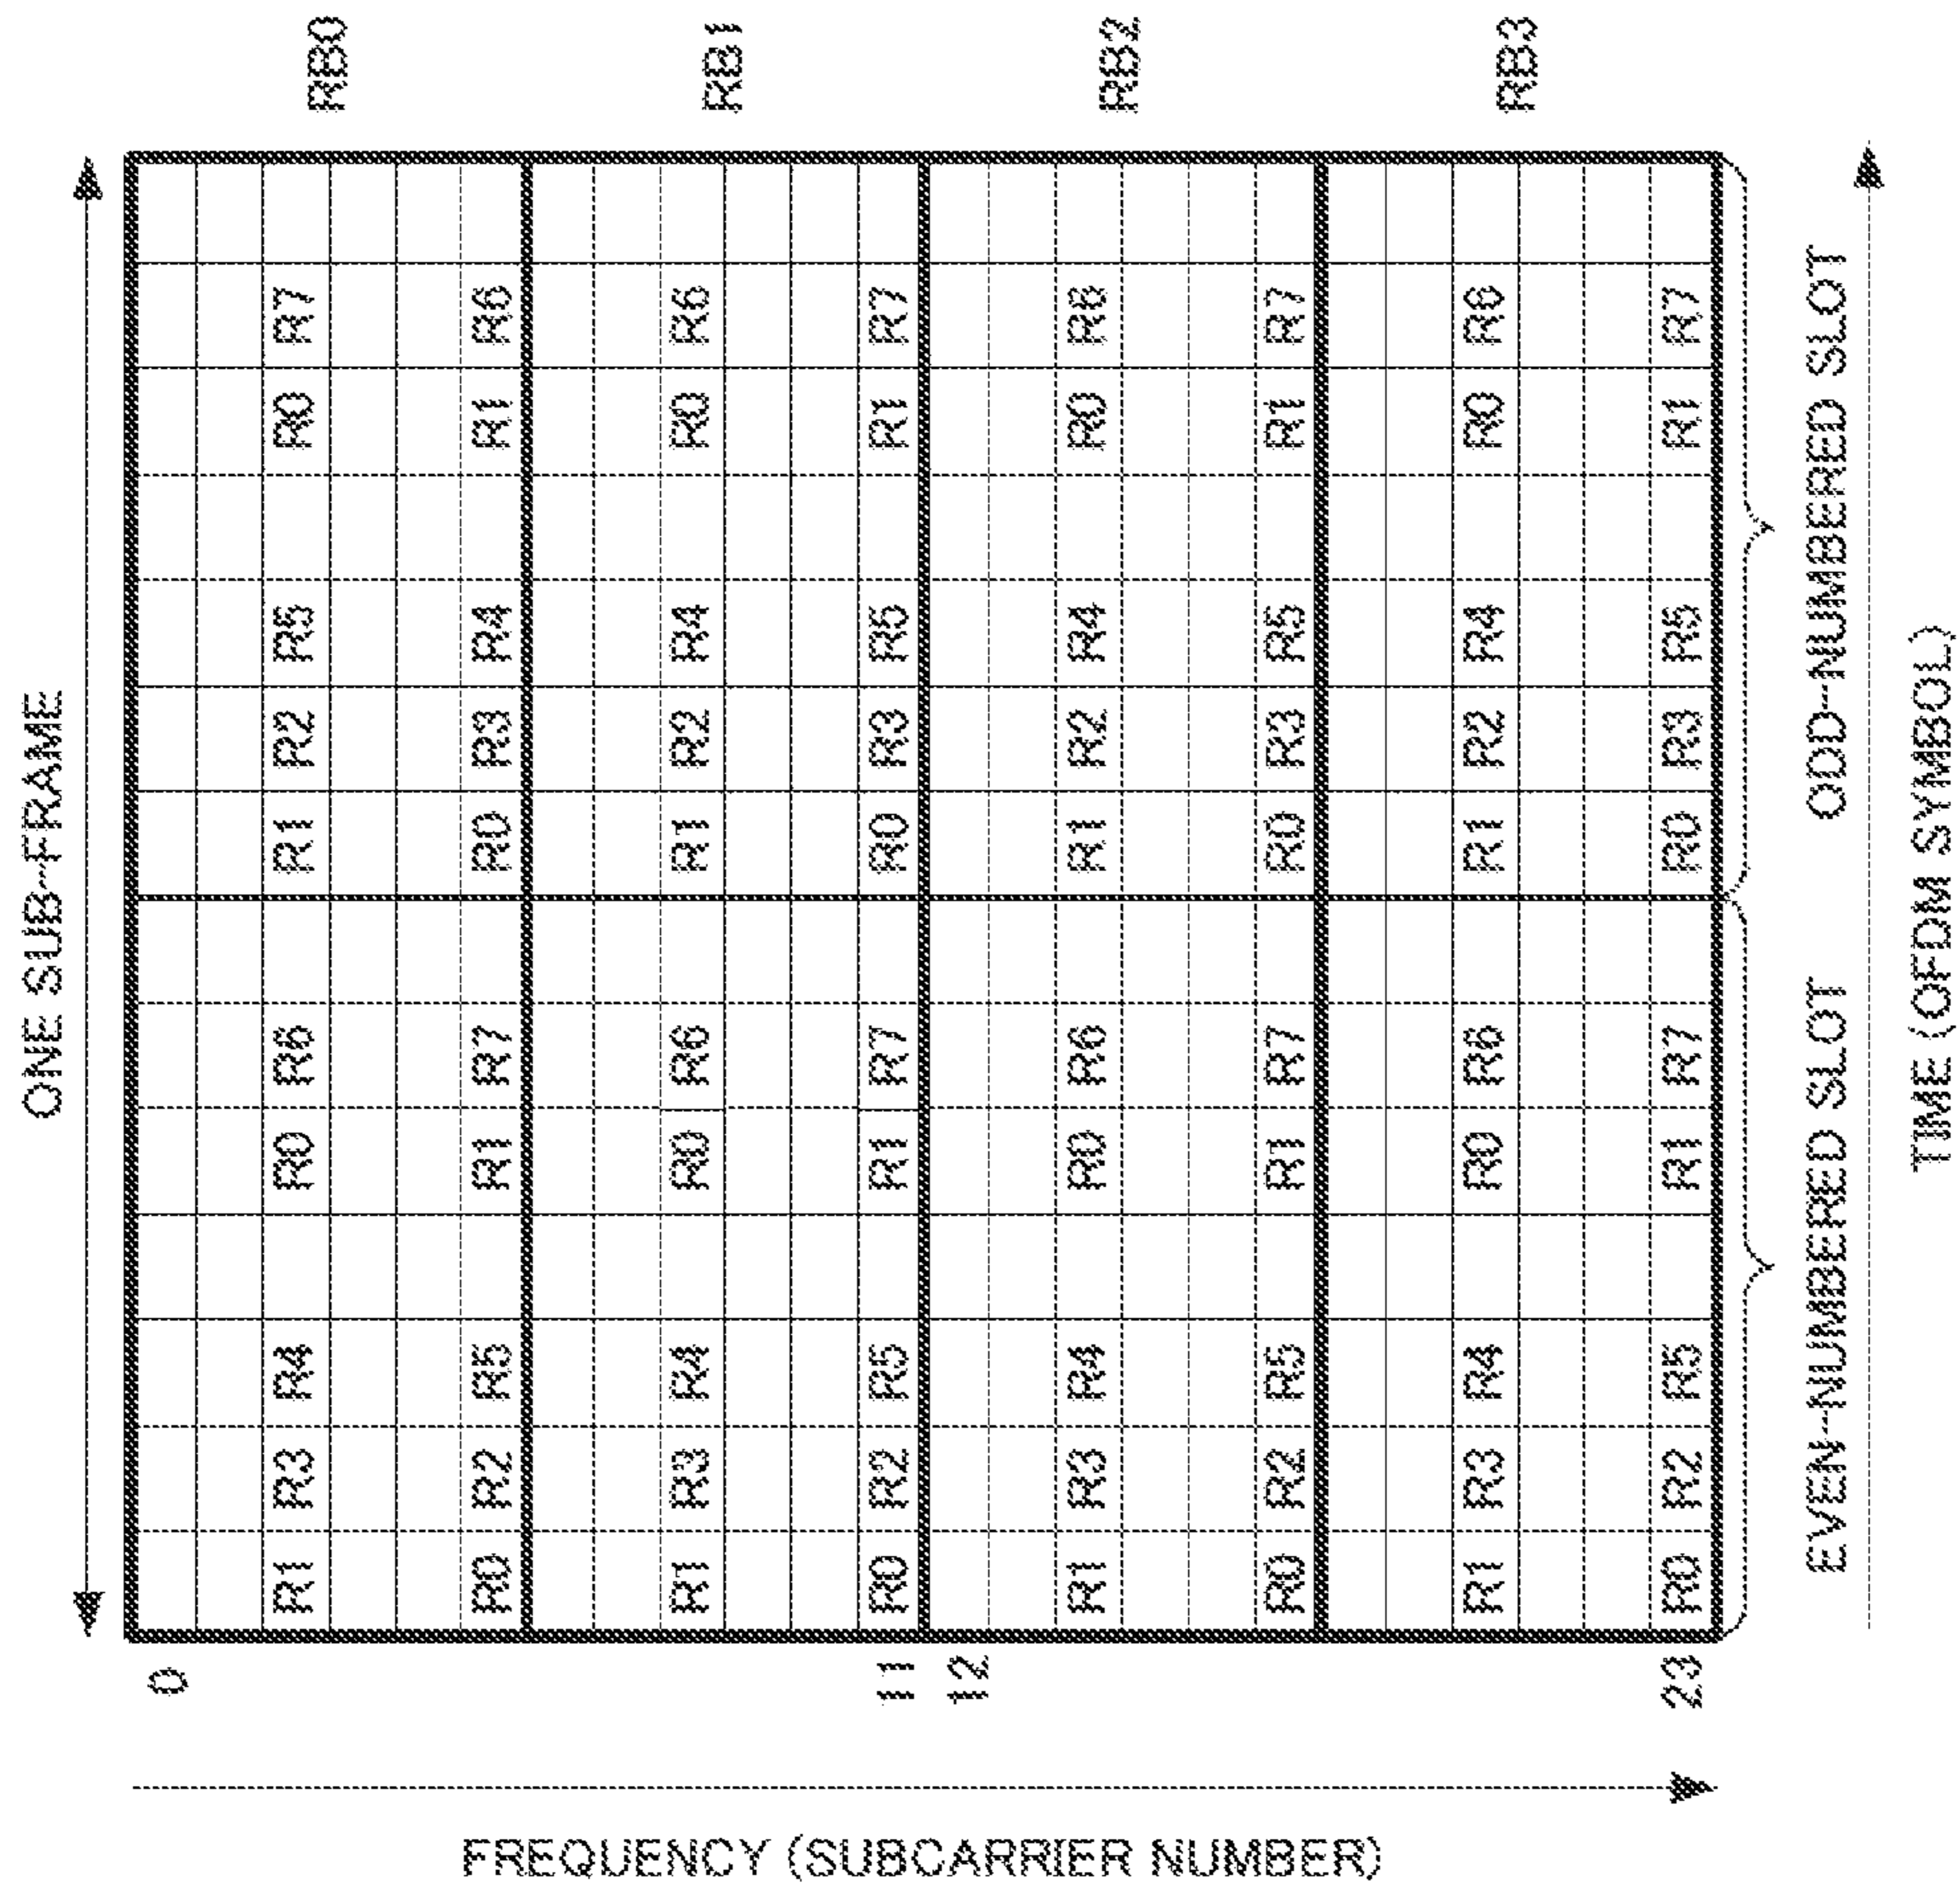 ONE SUB-FRAME
0
R1 R3 R4 R0 R6 R1 R2 R5 R0 R7
RB0
R0 R2 R5 R1 R7 R0 R3 R4 R1 R6
R1 R3 R4 R0 R6 R1 R2 R4 R0 R6
RB1
11 R0 R2 R5 R1 R7 R0 R3 R5 R1 R7
12
R1 R3 R4 R0 R6 R1 R2 R4 R0 R6
RB2
R0 R2 R5 R1 R7 R0 R3 R5 R1 R7
R1 R3 R4 R0 R6 R1 R2 R4 R0 R6
RB3
23 R0 R2 R5 R1 R7 R0 R3 R5 R1 R7
FREQUENCY (SUBCARRIER NUMBER)
EVEN-NUMBERED SLOT
ODD-NUMBERED SLOT
TIME (OFDM SYMBOL)